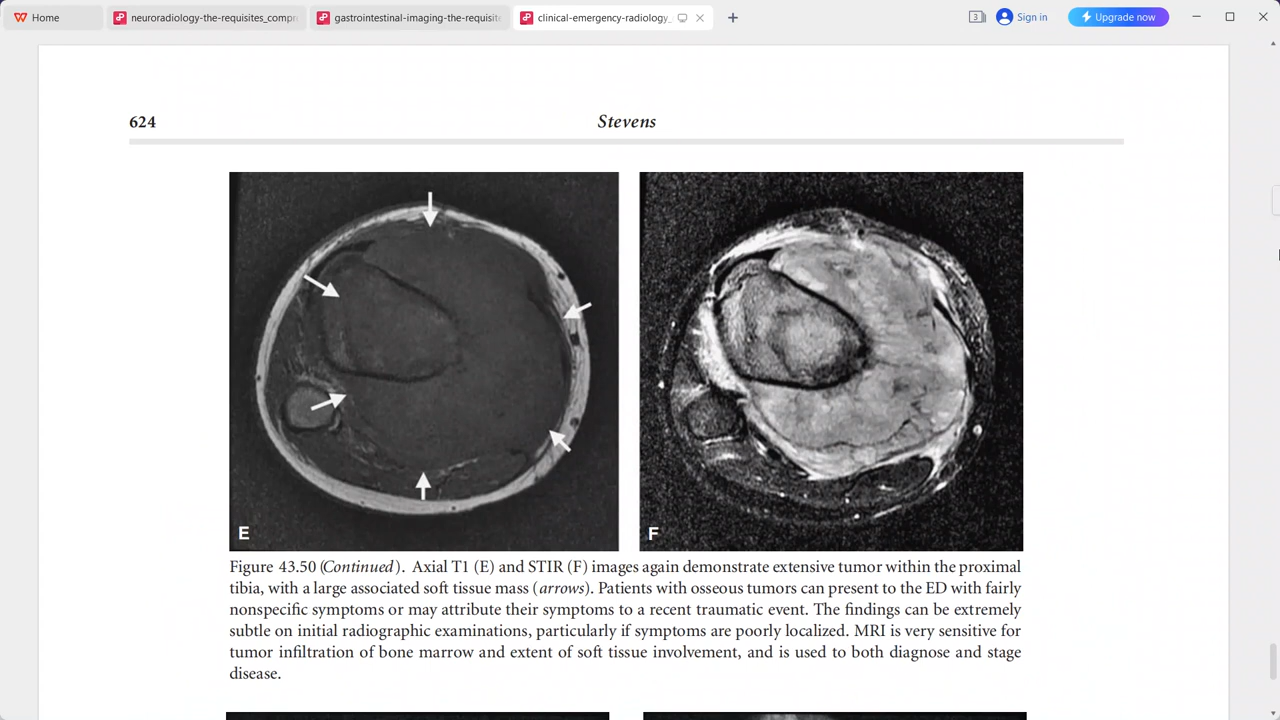 Home
neuroradiology-the-requisites_compr
gastrointestinal-imaging-the-requisite
clinical-emergency-radiology_
3
Sign in
Upgrade now
624
Stevens
E
F
Figure 43.50 (Continued). Axial T1 (E) and STIR (F) images again demonstrate extensive tumor within the proximal
tibia, with a large associated soft tissue mass (arrows). Patients with osseous tumors can present to the ED with fairly
nonspecific symptoms or may attribute their symptoms to a recent traumatic event. The findings can be extremely
subtle on initial radiographic examinations, particularly if symptoms are poorly localized. MRI is very sensitive for
tumor infiltration of bone marrow and extent of soft tissue involvement, and is used to both diagnose and stage
disease.